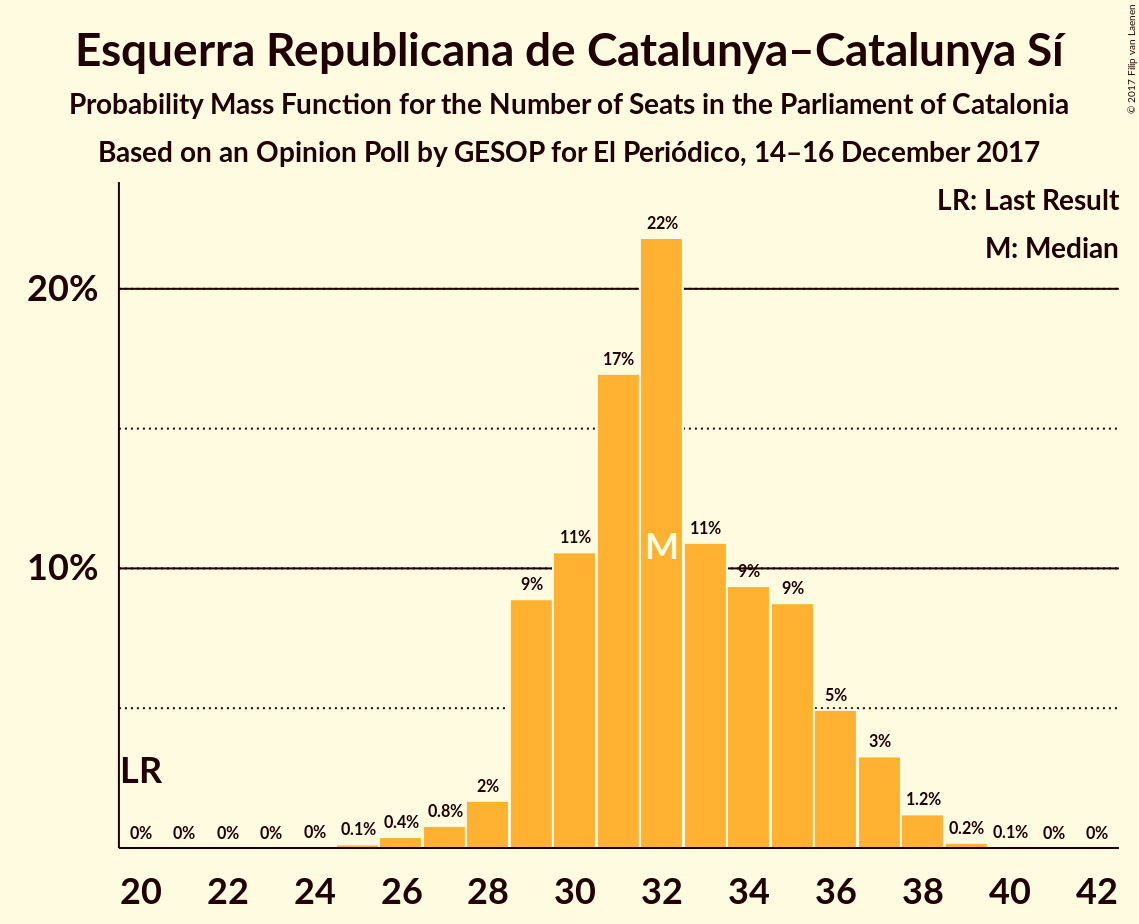 Esquerra Republicana de Catalunya–Catalunya Sí
Probability Mass Function for the Number of Seats in the Parliament of Catalonia
Based on an Opinion Poll by GESOP for El Periódico, 14–16 December 2017
© 2017 Filip van Laenen
LR: Last Result
M: Median
20%
10%
LR
M
0% 0% 0% 0% 0% 0.1% 0.4% 0.8% 2% 9% 11% 17% 22% 11% 9% 9% 5% 3% 1.2% 0.2% 0.1% 0% 0%
20 22 24 26 28 30 32 34 36 38 40 42